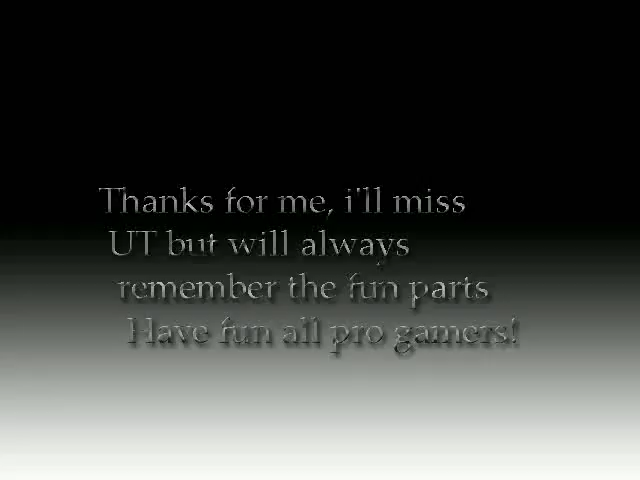 Thanks for me, i'll miss
UT but will always
remember the fun parts
Have fun all pro gamers!